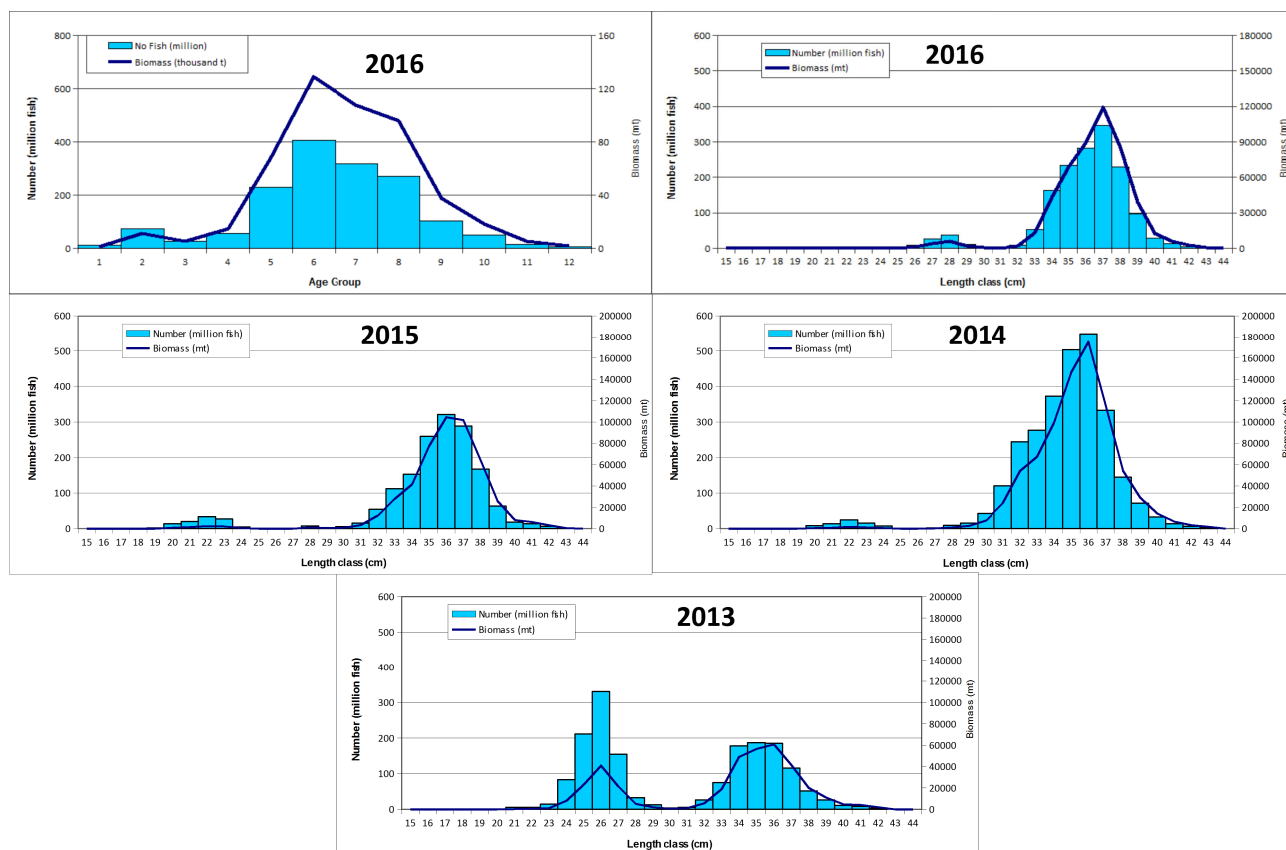 800
600
400
200
0
Number (million fish)
No Fish (million)
Biomass (thousand t)
2016
160
120
80
40
0
Biomass (mt)
1 2 3 4 5 6 7 8 9 10 11 12
Age Group
600
500
400
300
200
100
0
Number (million fish)
Number (million fish)
Biomass (mt)
2016
180000
150000
120000
90000
60000
30000
0
Biomass (mt)
15 16 17 18 19 20 21 22 23 24 25 26 27 28 29 30 31 32 33 34 35 36 37 38 39 40 41 42 43 44
Length class (cm)
600
500
400
300
200
100
0
Number (million fish)
Number (million fish)
Biomass (mt)
2015
200000
180000
160000
140000
120000
100000
80000
60000
40000
20000
0
Biomass (mt)
15 16 17 18 19 20 21 22 23 24 25 26 27 28 29 30 31 32 33 34 35 36 37 38 39 40 41 42 43 44
Length class (cm)
600
500
400
300
200
100
0
Number (million fish)
Number (million fish)
Biomass (mt)
2014
200000
180000
160000
140000
120000
100000
80000
60000
40000
20000
0
Biomass (mt)
15 16 17 18 19 20 21 22 23 24 25 26 27 28 29 30 31 32 33 34 35 36 37 38 39 40 41 42 43 44
Length class (cm)
600
500
400
300
200
100
0
Number (million fish)
Number (million fish)
Biomass (mt)
2013
200000
180000
160000
140000
120000
100000
80000
60000
40000
20000
0
Biomass (mt)
15 16 17 18 19 20 21 22 23 24 25 26 27 28 29 30 31 32 33 34 35 36 37 38 39 40 41 42 43 44
Length class (cm)